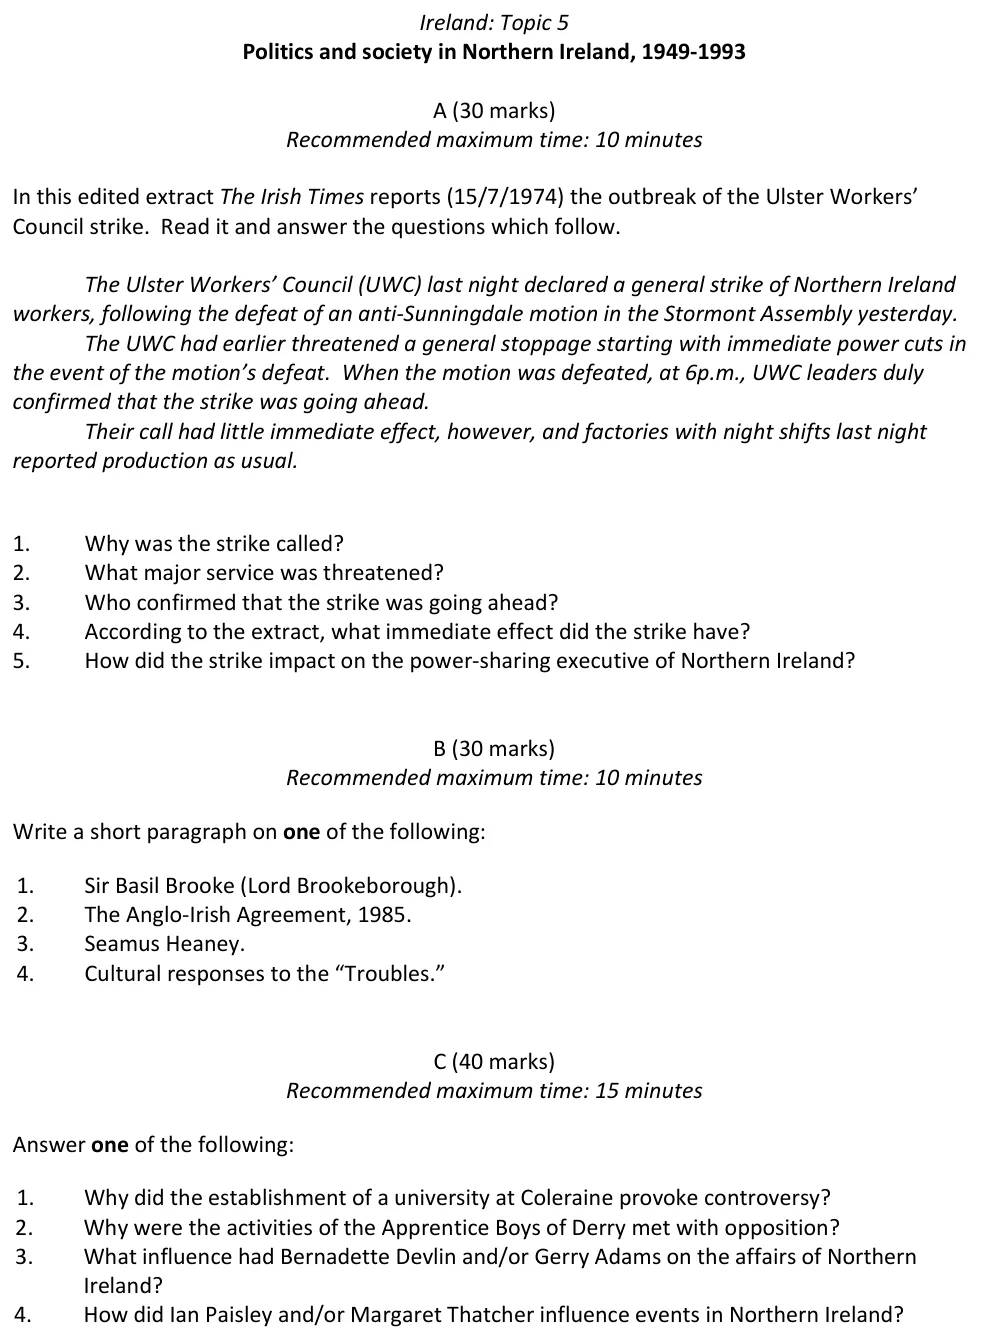 Ireland: Topic 5
Politics and society in Northern Ireland, 1949-1993
A (30 marks)
Recommended maximum time: 10 minutes
In this edited extract The Irish Times reports (15/7/1974) the outbreak of the Ulster Workers’
Council strike.  Read it and answer the questions which follow.
The Ulster Workers’ Council (UWC) last night declared a general strike of Northern Ireland
workers, following the defeat of an anti-Sunningdale motion in the Stormont Assembly yesterday.
The UWC had earlier threatened a general stoppage starting with immediate power cuts in
the event of the motion’s defeat.  When the motion was defeated, at 6p.m., UWC leaders duly
confirmed that the strike was going ahead.
Their call had little immediate effect, however, and factories with night shifts last night
reported production as usual.
1. Why was the strike called?
2. What major service was threatened?
3. Who confirmed that the strike was going ahead?
4. According to the extract, what immediate effect did the strike have?
5. How did the strike impact on the power-sharing executive of Northern Ireland?
B (30 marks)
Recommended maximum time: 10 minutes
Write a short paragraph on one of the following:
1. Sir Basil Brooke (Lord Brookeborough).
2. The Anglo-Irish Agreement, 1985.
3. Seamus Heaney.
4. Cultural responses to the “Troubles.”
C (40 marks)
Recommended maximum time: 15 minutes
Answer one of the following:
1. Why did the establishment of a university at Coleraine provoke controversy?
2. Why were the activities of the Apprentice Boys of Derry met with opposition?
3. What influence had Bernadette Devlin and/or Gerry Adams on the affairs of Northern
Ireland?
4. How did Ian Paisley and/or Margaret Thatcher influence events in Northern Ireland?